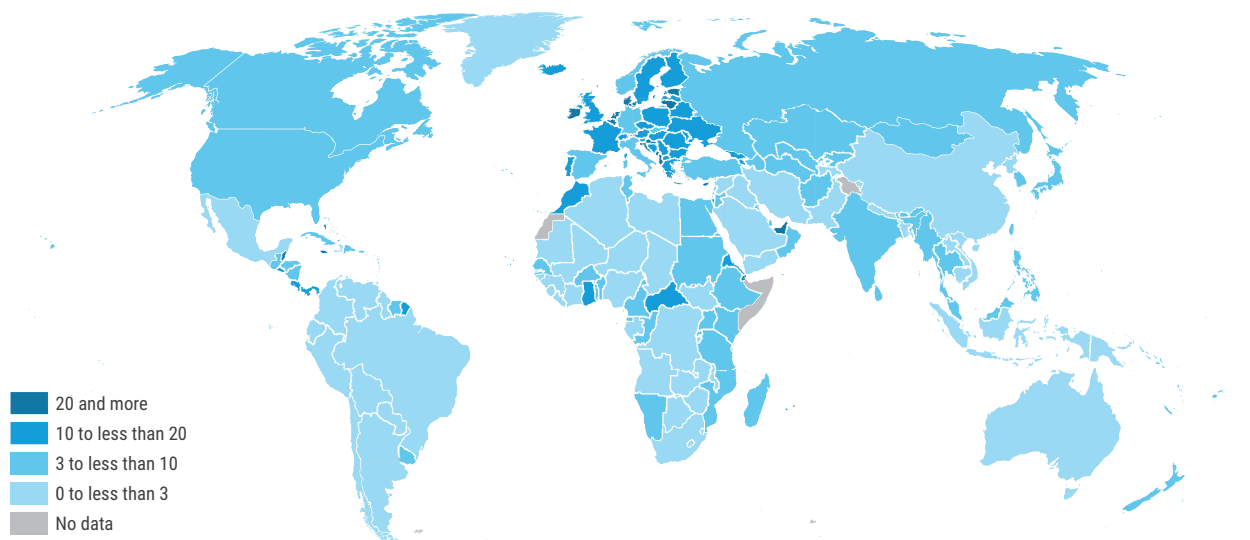 20 and more
10 to less than 20
3 to less than 10
0 to less than 3
No data